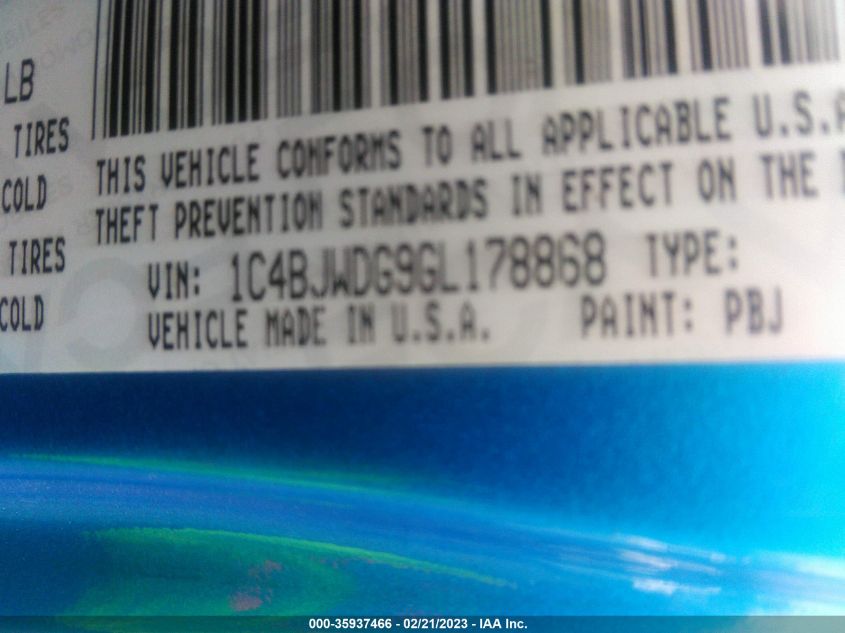 LB
TIRES
COLD
TIRES
COLD
THIS VEHICLE CONFORMS TO ALL APPLICABLE U.S.A
THEFT PREVENTION STANDARDS IN EFFECT ON THE
VIN: 1C4BJWDG9GL178868 TYPE:
VEHICLE MADE IN U.S.A. PAINT: PBJ
000-35937466 - 02/21/2023 - IAA Inc.